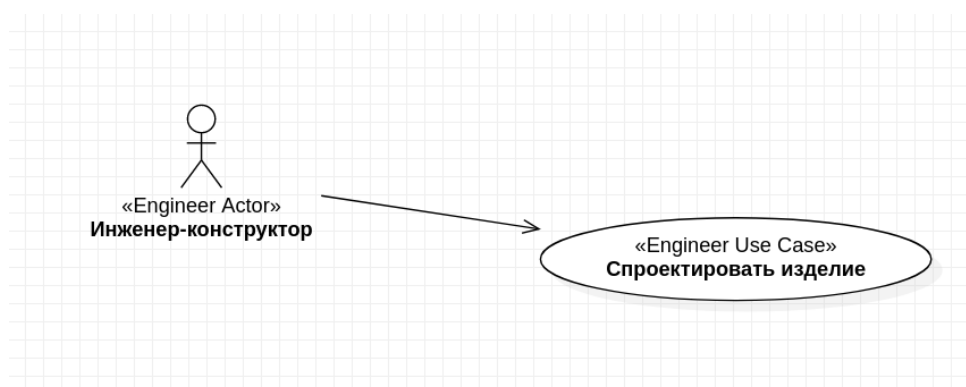 «Engineer Actor»
Инженер-конструктор
«Engineer Use Case»
Спроектировать изделие